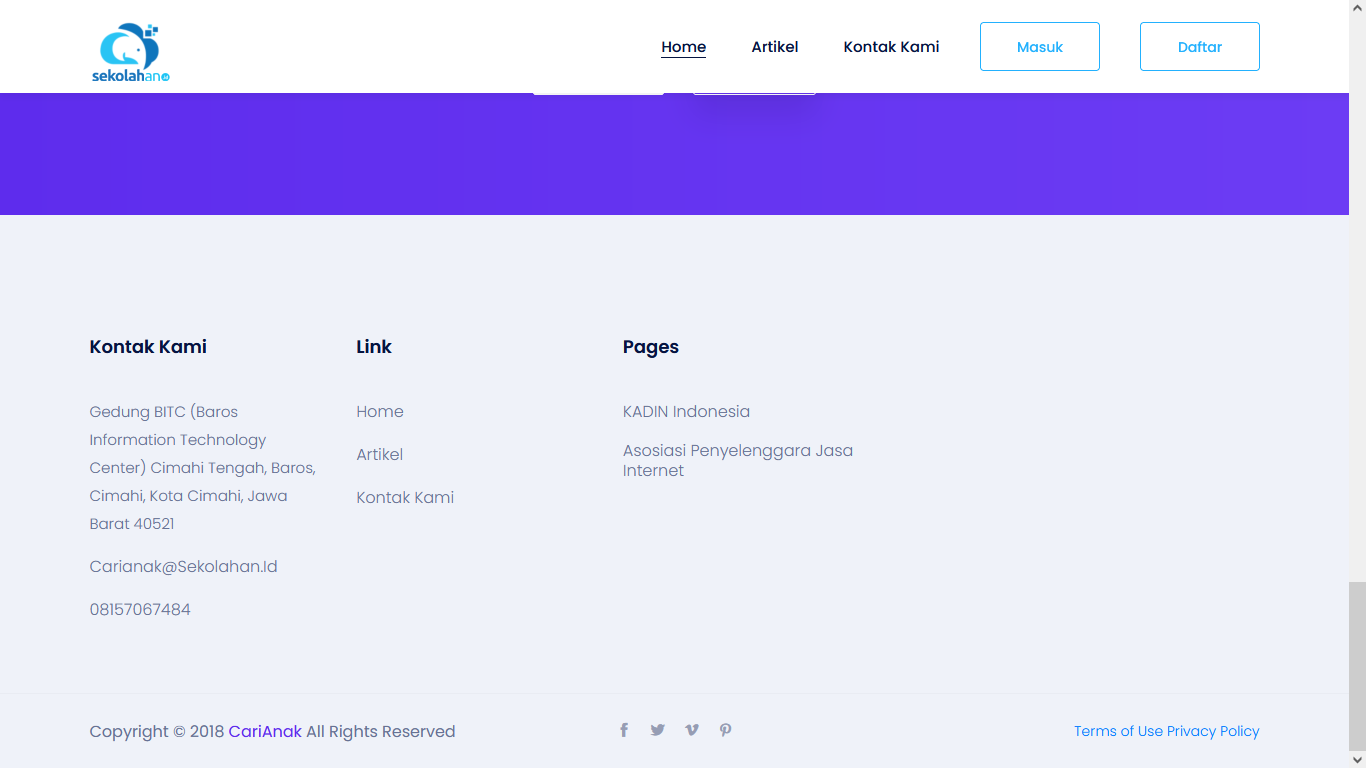 sekolahan
Home
Artikel
Kontak Kami
Masuk
Daftar
Kontak Kami
Gedung BITC (Baros
Information Technology
Center) Cimahi Tengah, Baros,
Cimahi, Kota Cimahi, Jawa
Barat 40521
Carianak@Sekolahan.Id
08157067484
Link
Home
Artikel
Kontak Kami
Pages
KADIN Indonesia
Asosiasi Penyelenggara Jasa
Internet
Copyright © 2018 CariAnak All Rights Reserved
Terms of Use Privacy Policy